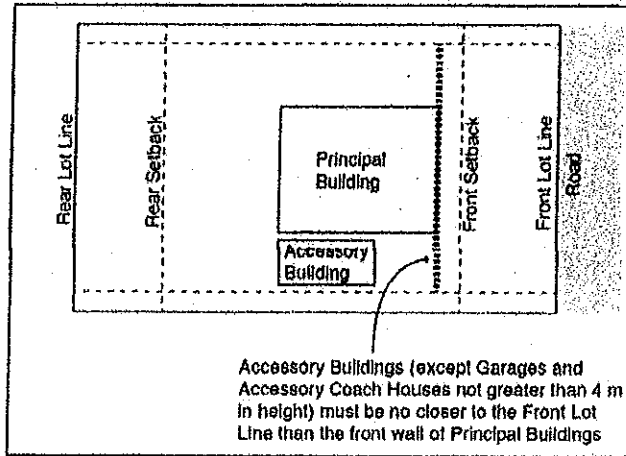 Rear Lot Line
Rear Setback
Principal
Building
Accessory
Building
Front Setback
Front Lot Line
Road
Accessory Buildings (except Garages and
Accessory Coach Houses not greater than 4 m
in height) must be no closer to the Front Lot
Line than the front wall of Principal Buildings